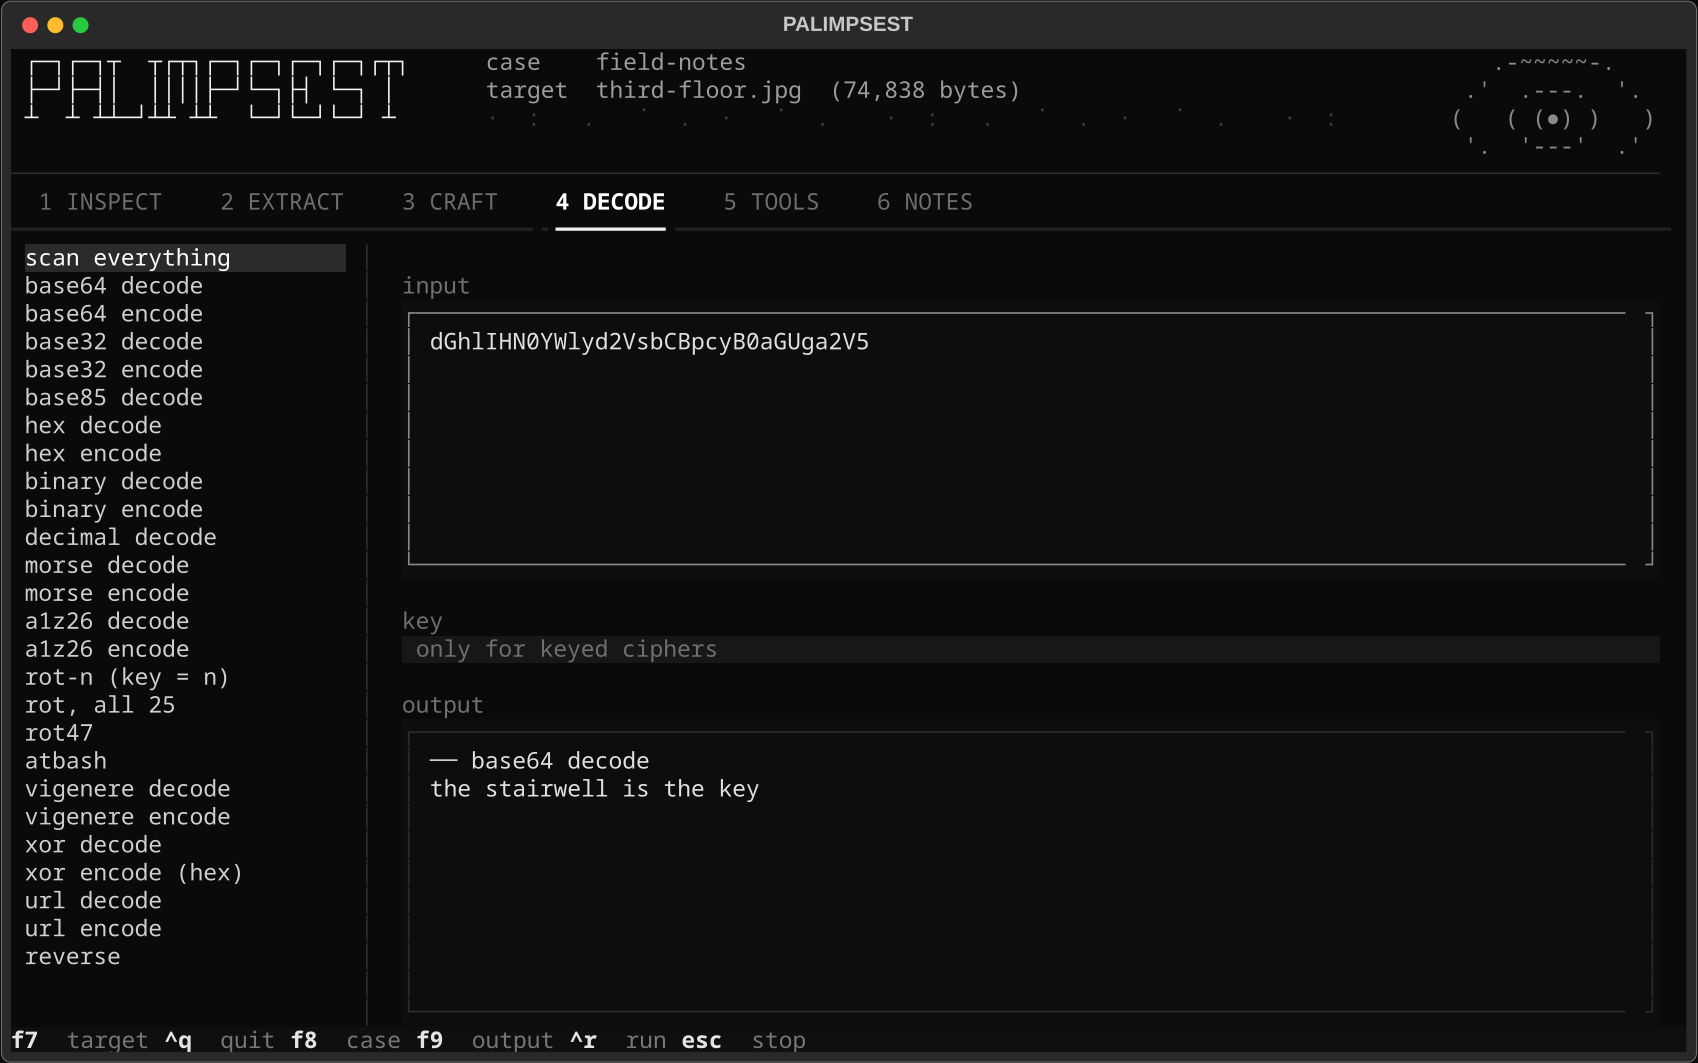 PALIMPSEST
PALIMPSEST
case field-notes
target third-floor.jpg (74,838 bytes)
1 INSPECT 2 EXTRACT 3 CRAFT 4 DECODE 5 TOOLS 6 NOTES
scan everything
base64 decode
base64 encode
base32 decode
base32 encode
base85 decode
hex decode
hex encode
binary decode
binary encode
decimal decode
morse decode
morse encode
a1z26 decode
a1z26 encode
rot-n (key = n)
rot, all 25
rot47
atbash
vigenere decode
vigenere encode
xor decode
xor encode (hex)
url decode
url encode
reverse
input
dGhlIHN0YWlyd2VsbCBpcyB0aGUga2V5
key
only for keyed ciphers
output
── base64 decode
the stairwell is the key
f7 target ^q quit f8 case f9 output ^r run esc stop